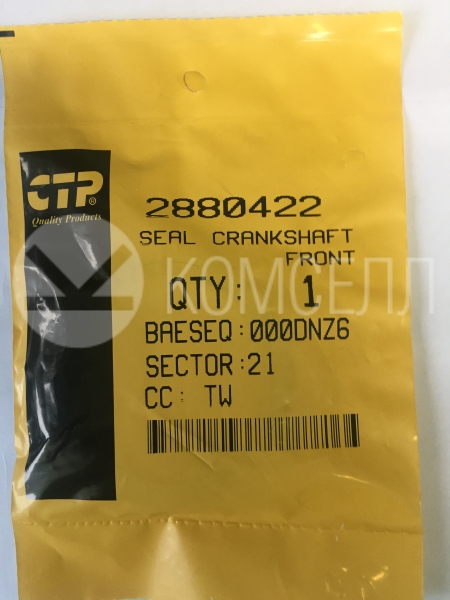 CTP®
Quality Products
2880422
SEAL CRANKSHAFT
FRONT
КОМСЕЛЛ
QTY: 1
BAESEQ:000DNZ6
SECTOR:21
CC: TW